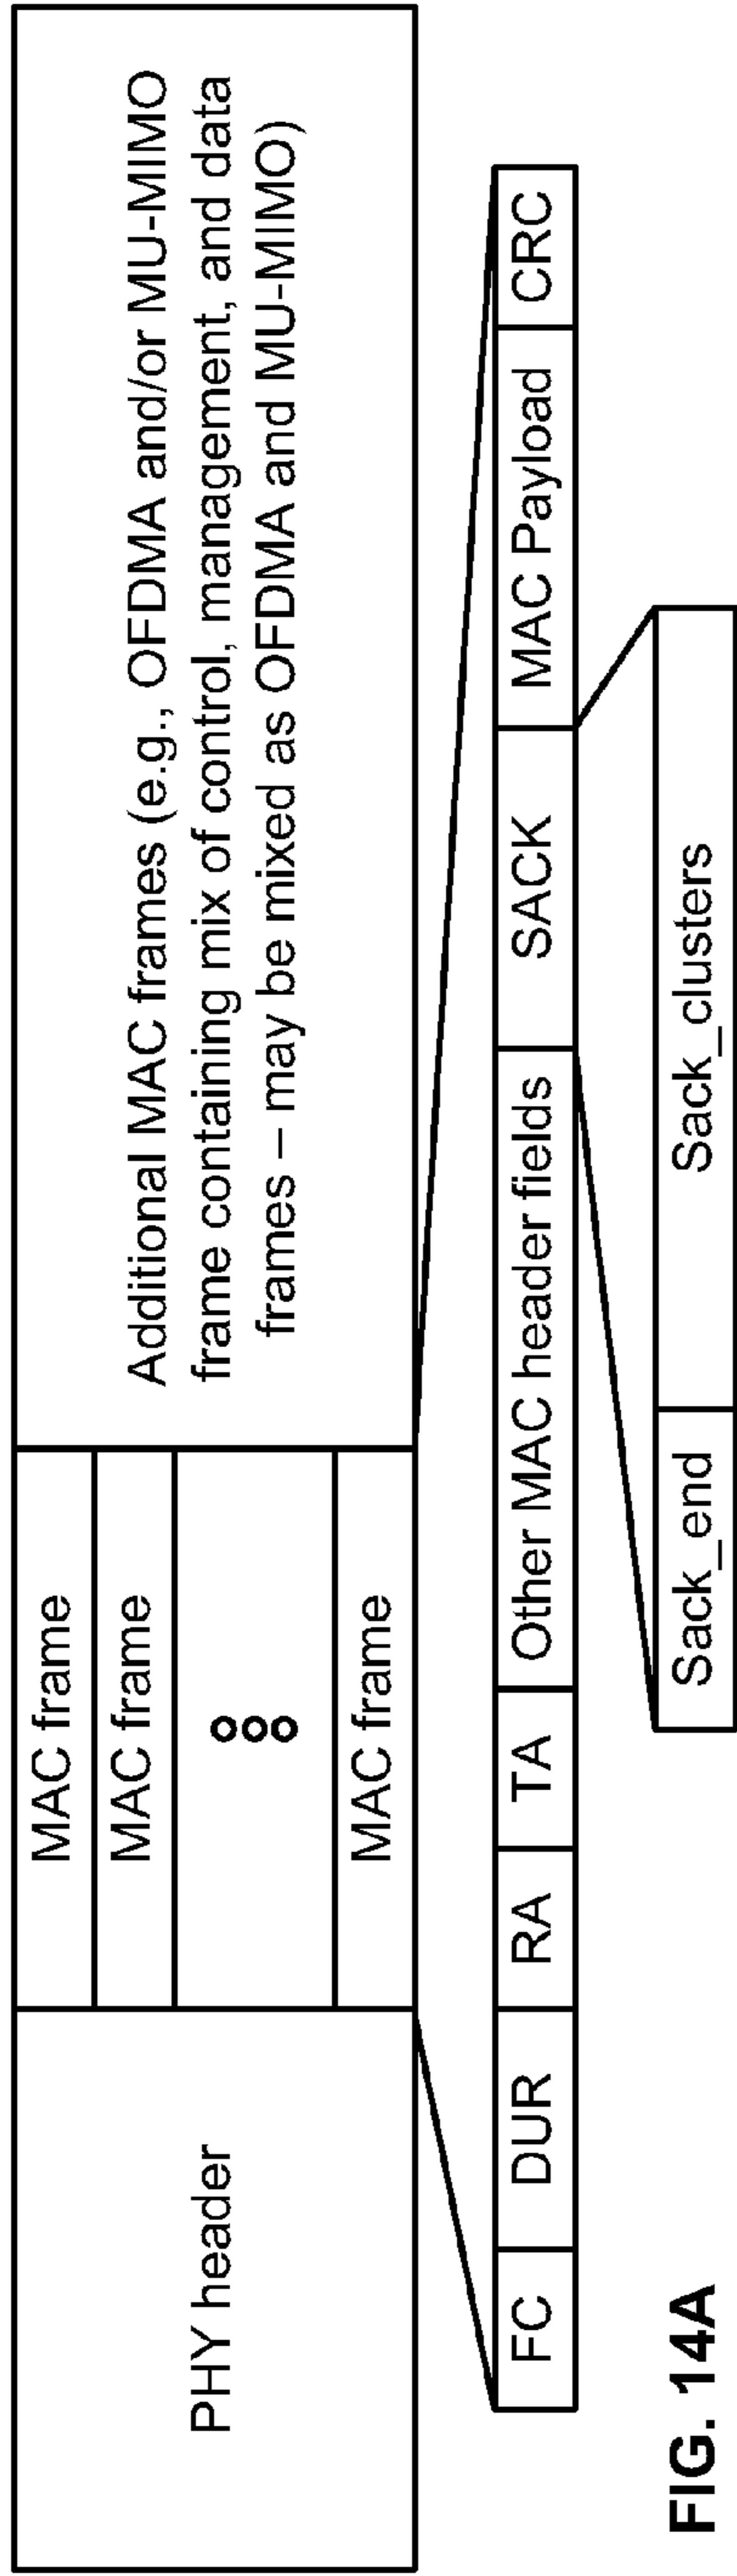 PHY header
MAC frame
MAC frame
MAC frame
Additional MAC frames (e.g., OFDMA and/or MU-MIMO
frame containing mix of control, management, and data
frames – may be mixed as OFDMA and MU-MIMO)
FC
DUR
RA
TA
Other MAC header fields
SACK
MAC Payload
CRC
Sack_end
Sack_clusters
FIG. 14A